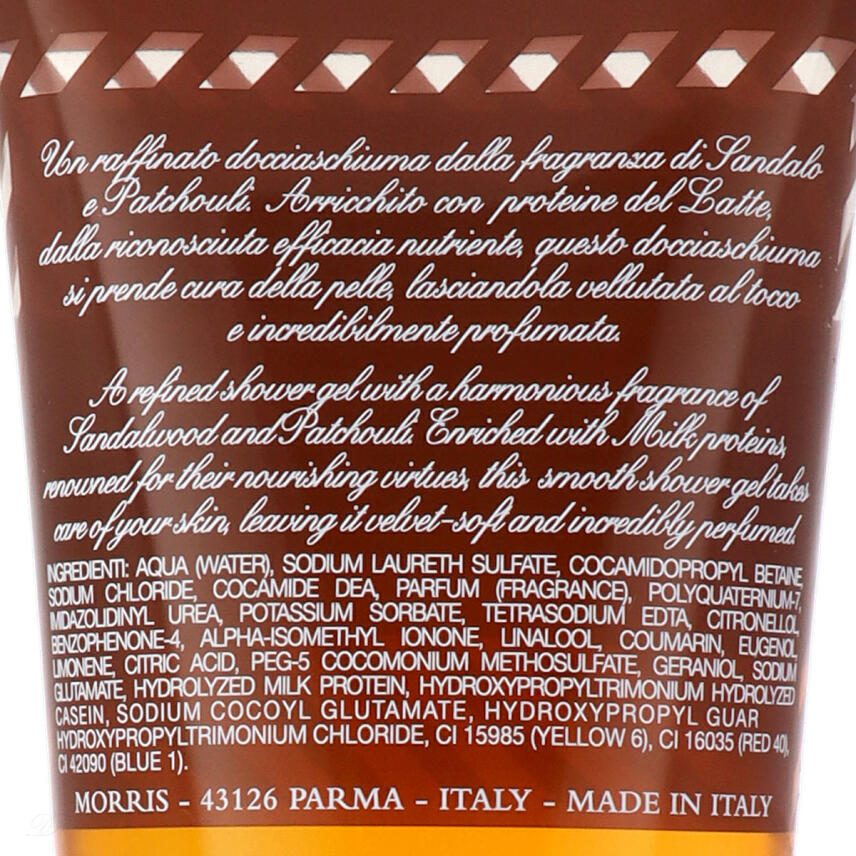 Un raffinato docciaschiuma dalla fragranza di Sandalo
e Patchouli. Arricchito con proteine del Latte,
dalla riconosciuta efficacia nutriente, questo docciaschiuma
si prende cura della pelle, lasciandola vellutata al tocco
e incredibilmente profumata.
A refined shower gel with a harmonious fragrance of
Sandalwood and Patchouli. Enriched with Milk proteins,
renowned for their nourishing virtues, this smooth shower gel takes
care of your skin, leaving it velvet-soft and incredibly perfumed.
INGREDIENTI: AQUA (WATER), SODIUM LAURETH SULFATE, COCAMIDOPROPYL BETAINE,
SODIUM CHLORIDE, COCAMIDE DEA, PARFUM (FRAGRANCE), POLYQUATERNIUM-7,
IMIDAZOLIDINYL UREA, POTASSIUM SORBATE, TETRASODIUM EDTA, CITRONELLOL,
BENZOPHENONE-4, ALPHA-ISOMETHYL IONONE, LINALOOL, COUMARIN, EUGENOL,
LIMONENE, CITRIC ACID, PEG-5 COCOMONIUM METHOSULFATE, GERANIOL, SODIUM
GLUTAMATE, HYDROLYZED MILK PROTEIN, HYDROXYPROPYLTRIMONIUM HYDROLYZED
CASEIN, SODIUM COCOYL GLUTAMATE, HYDROXYPROPYL GUAR
HYDROXYPROPYLTRIMONIUM CHLORIDE, CI 15985 (YELLOW 6), CI 16035 (RED 40),
CI 42090 (BLUE 1).
MORRIS - 43126 PARMA - ITALY - MADE IN ITALY